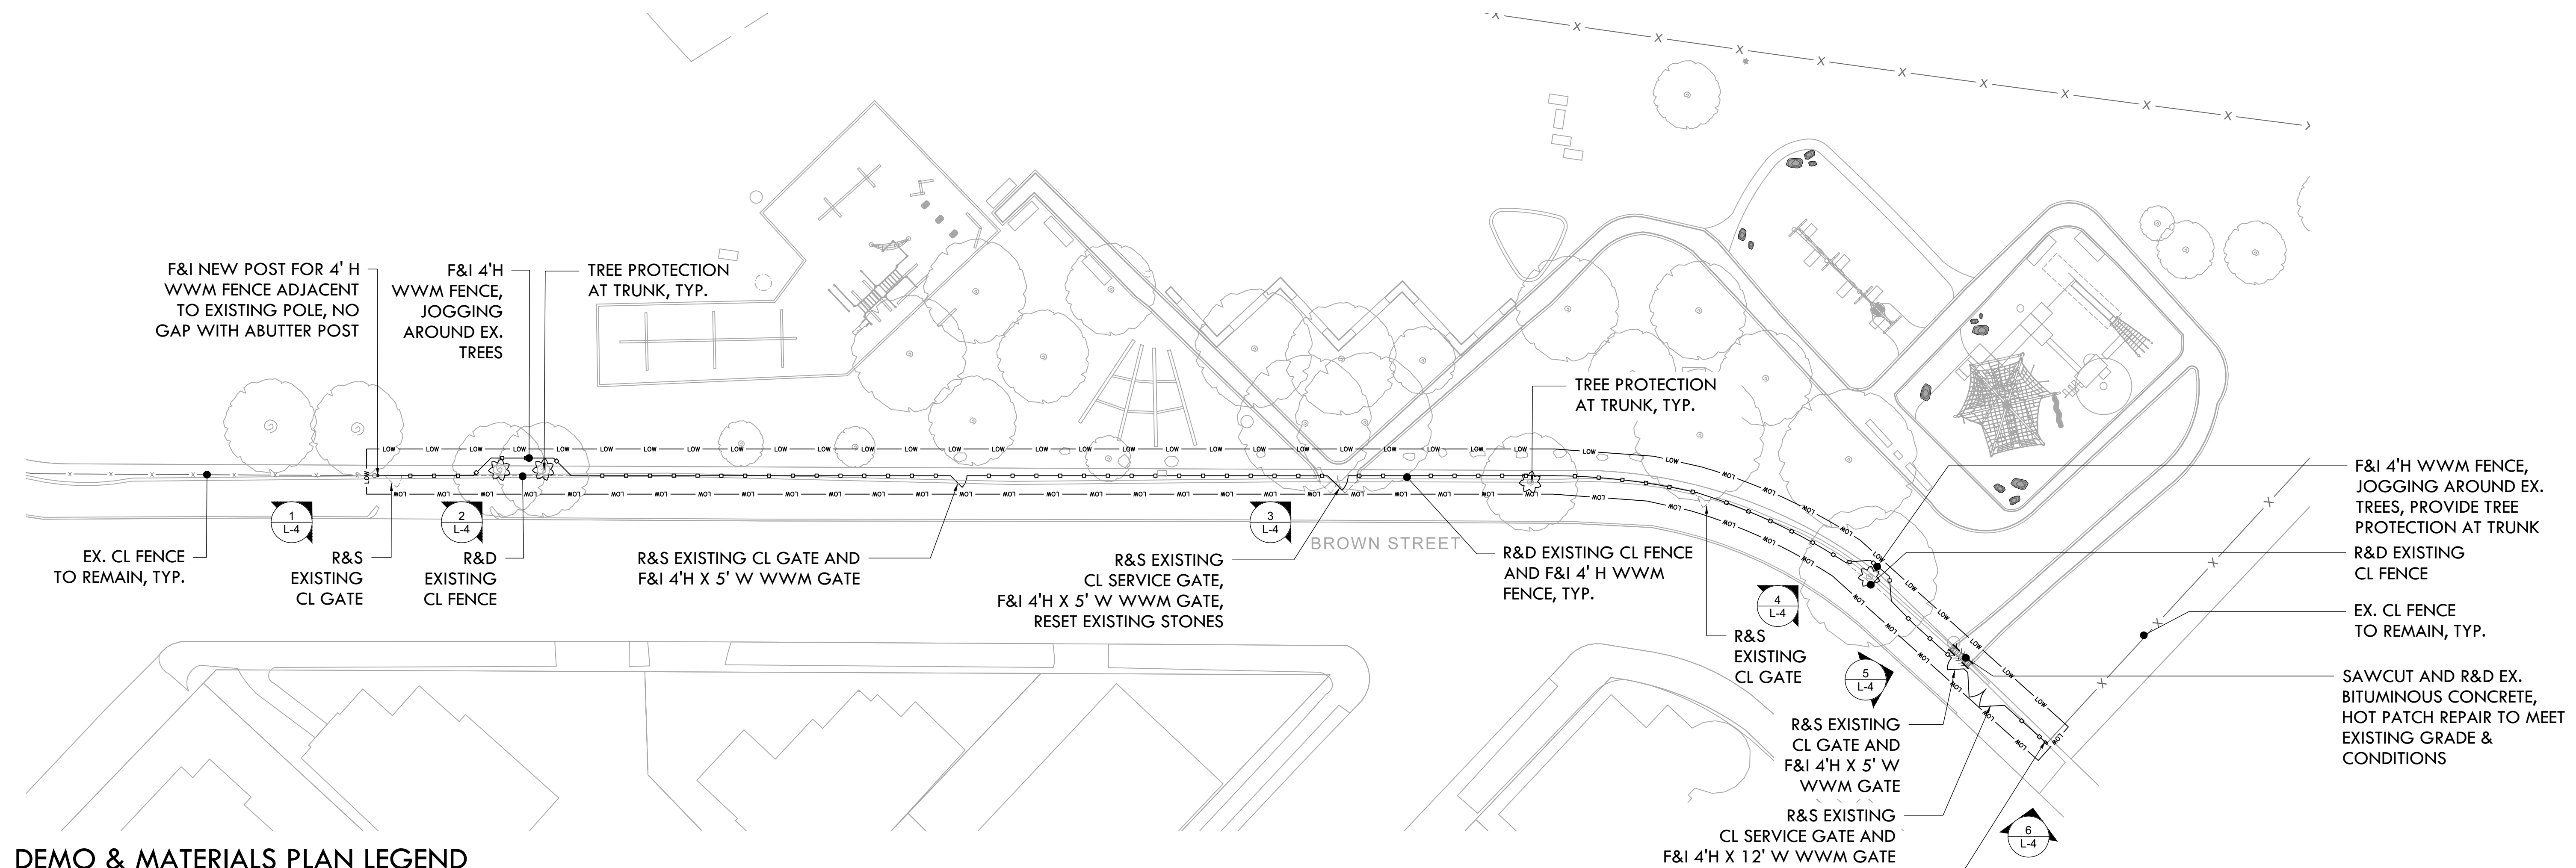 F&I NEW POST FOR 4' H
WWM FENCE ADJACENT
TO EXISTING POLE, NO
GAP WITH ABUTTER POST
F&I 4'H
WWM FENCE,
JOGGING
AROUND EX.
TREES
TREE PROTECTION
AT TRUNK, TYP.
TREE PROTECTION
AT TRUNK, TYP.
F&I 4'H WWM FENCE,
JOGGING AROUND EX.
TREES, PROVIDE TREE
PROTECTION AT TRUNK
R&D EXISTING
CL FENCE
EX. CL FENCE
TO REMAIN, TYP.
SAWCUT AND R&D EX.
BITUMINOUS CONCRETE,
HOT PATCH REPAIR TO MEET
EXISTING GRADE &
CONDITIONS
1
L-4
2
L-4
3
L-4
BROWN STREET
EX. CL FENCE
TO REMAIN, TYP.
R&S
EXISTING
CL GATE
R&D
EXISTING
CL FENCE
R&S EXISTING CL GATE AND
F&I 4'H X 5' W WWM GATE
R&S EXISTING
CL SERVICE GATE,
F&I 4'H X 5' W WWM GATE,
RESET EXISTING STONES
R&D EXISTING CL FENCE
AND F&I 4' H WWM
FENCE, TYP.
4
L-4
R&S
EXISTING
CL GATE
5
L-4
R&S EXISTING
CL GATE AND
F&I 4'H X 5' W
WWM GATE
R&S EXISTING
CL SERVICE GATE AND
F&I 4'H X 12' W WWM GATE
6
L-4
DEMO & MATERIALS PLAN LEGEND